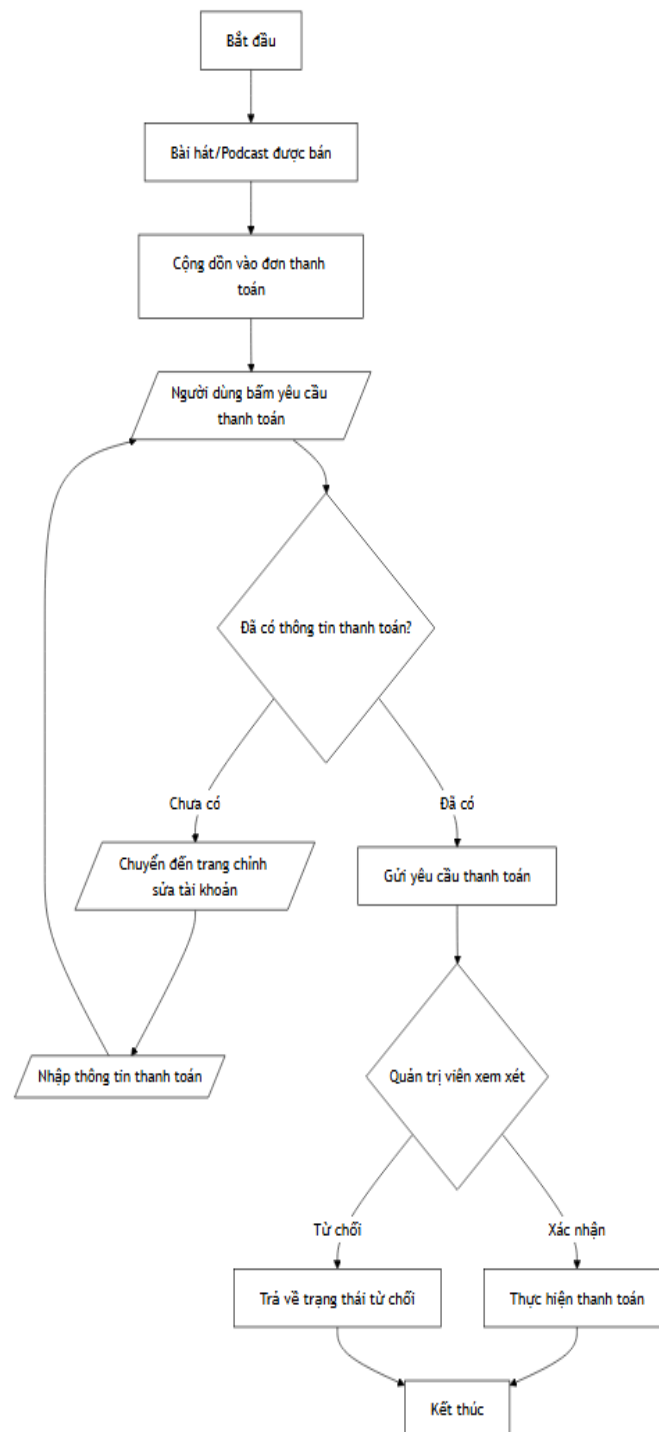 Bắt đầu
Bài hát/Podcast được bán
Cộng dồn vào đơn thanh
toán
Người dùng bấm yêu cầu
thanh toán
Đã có thông tin thanh toán?
Chưa có
Đã có
Chuyển đến trang chỉnh
sửa tài khoản
Gửi yêu cầu thanh toán
Nhập thông tin thanh toán
Quản trị viên xem xét
Từ chối
Xác nhận
Trả về trạng thái từ chối
Thực hiện thanh toán
Kết thúc